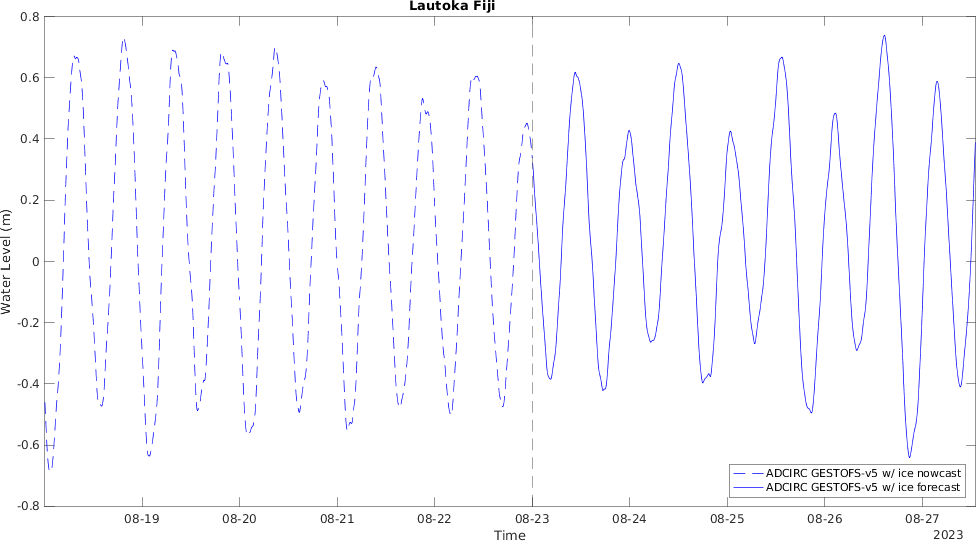 Lautoka Fiji
Water Level (m)
0.8
0.6
0.4
0.2
0
-0.2
-0.4
-0.6
-0.8
ADCIRC GESTOFS-v5 w/ ice nowcast
ADCIRC GESTOFS-v5 w/ ice forecast
08-19 08-20 08-21 08-22 08-23 08-24 08-25 08-26 08-27
Time
2023